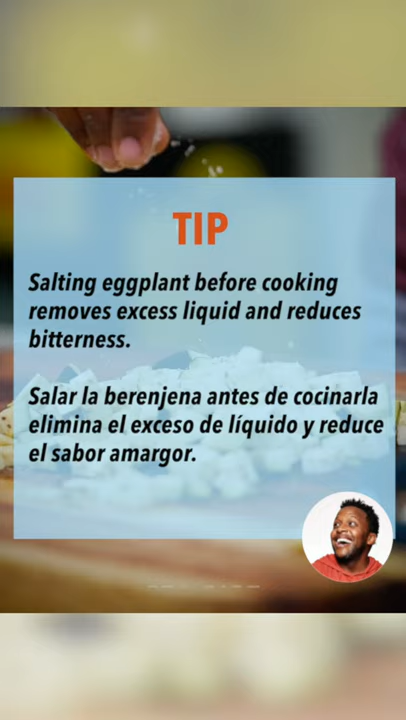 TIP
Salting eggplant before cooking
removes excess liquid and reduces
bitterness.
Salar la berenjena antes de cocinarla
elimina el exceso de líquido y reduce
el sabor amargor.